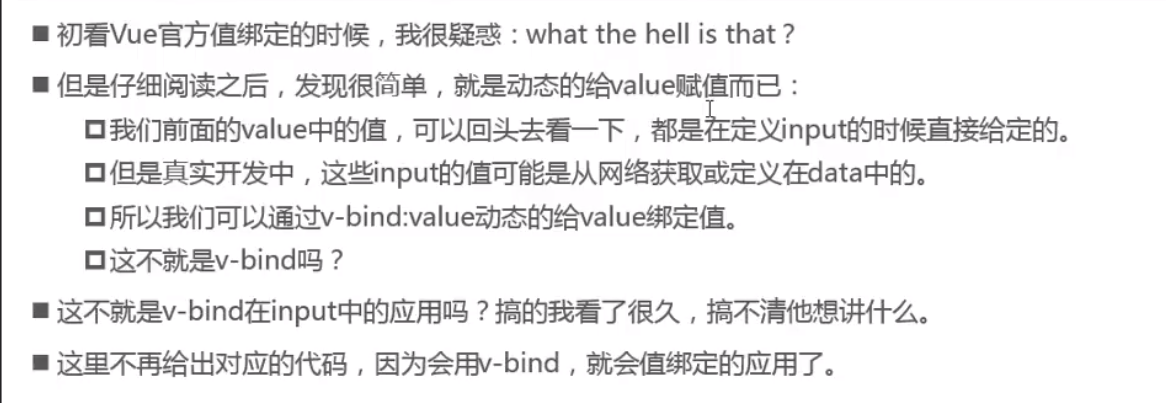 初看Vue官方值绑定的时候，我很疑惑：what the hell is that？
但是仔细阅读之后，发现很简单，就是动态的给value赋值而已：
我们前面的value中的值，可以回头去看一下，都是在定义input的时候直接给定的。
但是真实开发中，这些input的值可能是从网络获取或定义在data中的。
所以我们可以通过v-bind:value动态的给value绑定值。
这不就是v-bind吗？
这不就是v-bind在input中的应用吗？搞的我看了很久，搞不清他想讲什么。
这里不再给出对应的代码，因为会用v-bind，就会值绑定的应用了。